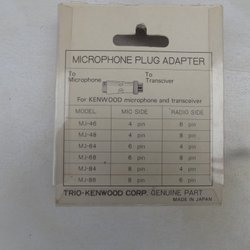 MICROPHONE PLUG ADAPTER
To Microphone
To Transciver
For KENWOOD microphone and transceiver
MODEL MIC SIDE RADIO SIDE
MJ-46 4 pin 6 pin
MJ-48 4 pin 8 pin
MJ-64 6 pin 4 pin
MJ-68 6 pin 8 pin
MJ-84 8 pin 4 pin
MJ-86 8 pin 6 pin
TRIO-KENWOOD CORP. GENUINE PART
MADE IN JAPAN